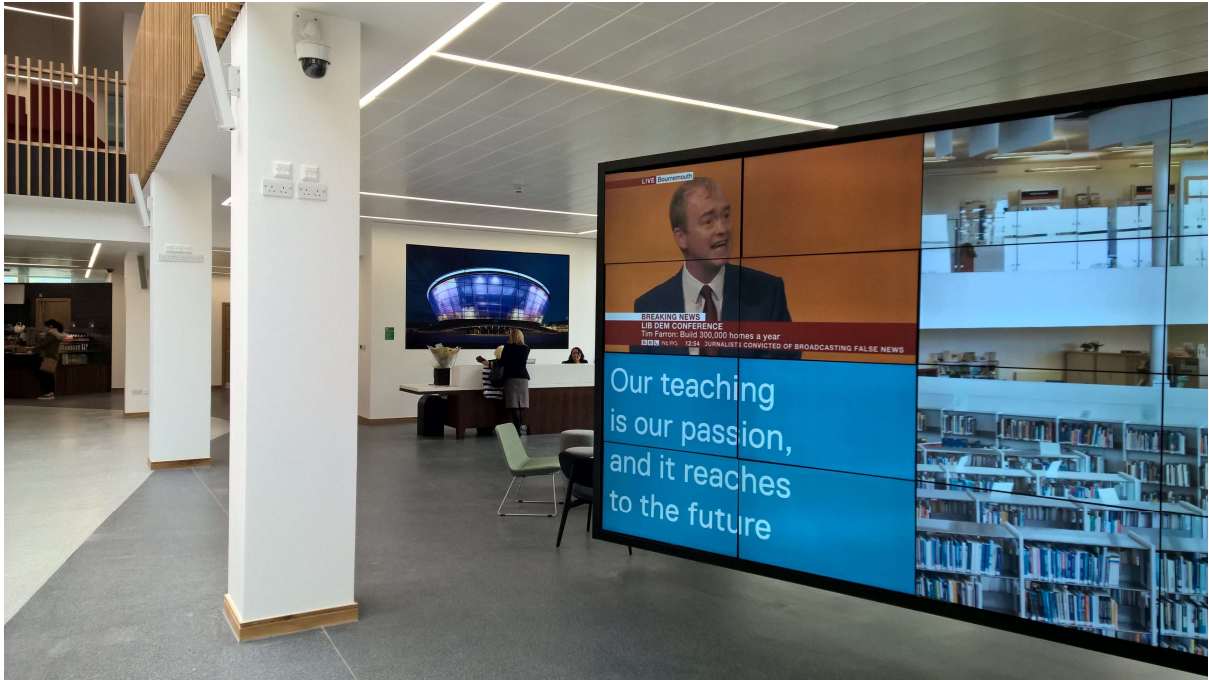 LIVE Bournemouth
BREAKING NEWS
LIB DEM CONFERENCE
Tim Farron: Build 300,000 homes a year
BBC NEWS 12:54 JOURNALISTS CONVICTED OF BROADCASTING FALSE NEWS
Our teaching
is our passion,
and it reaches
to the future